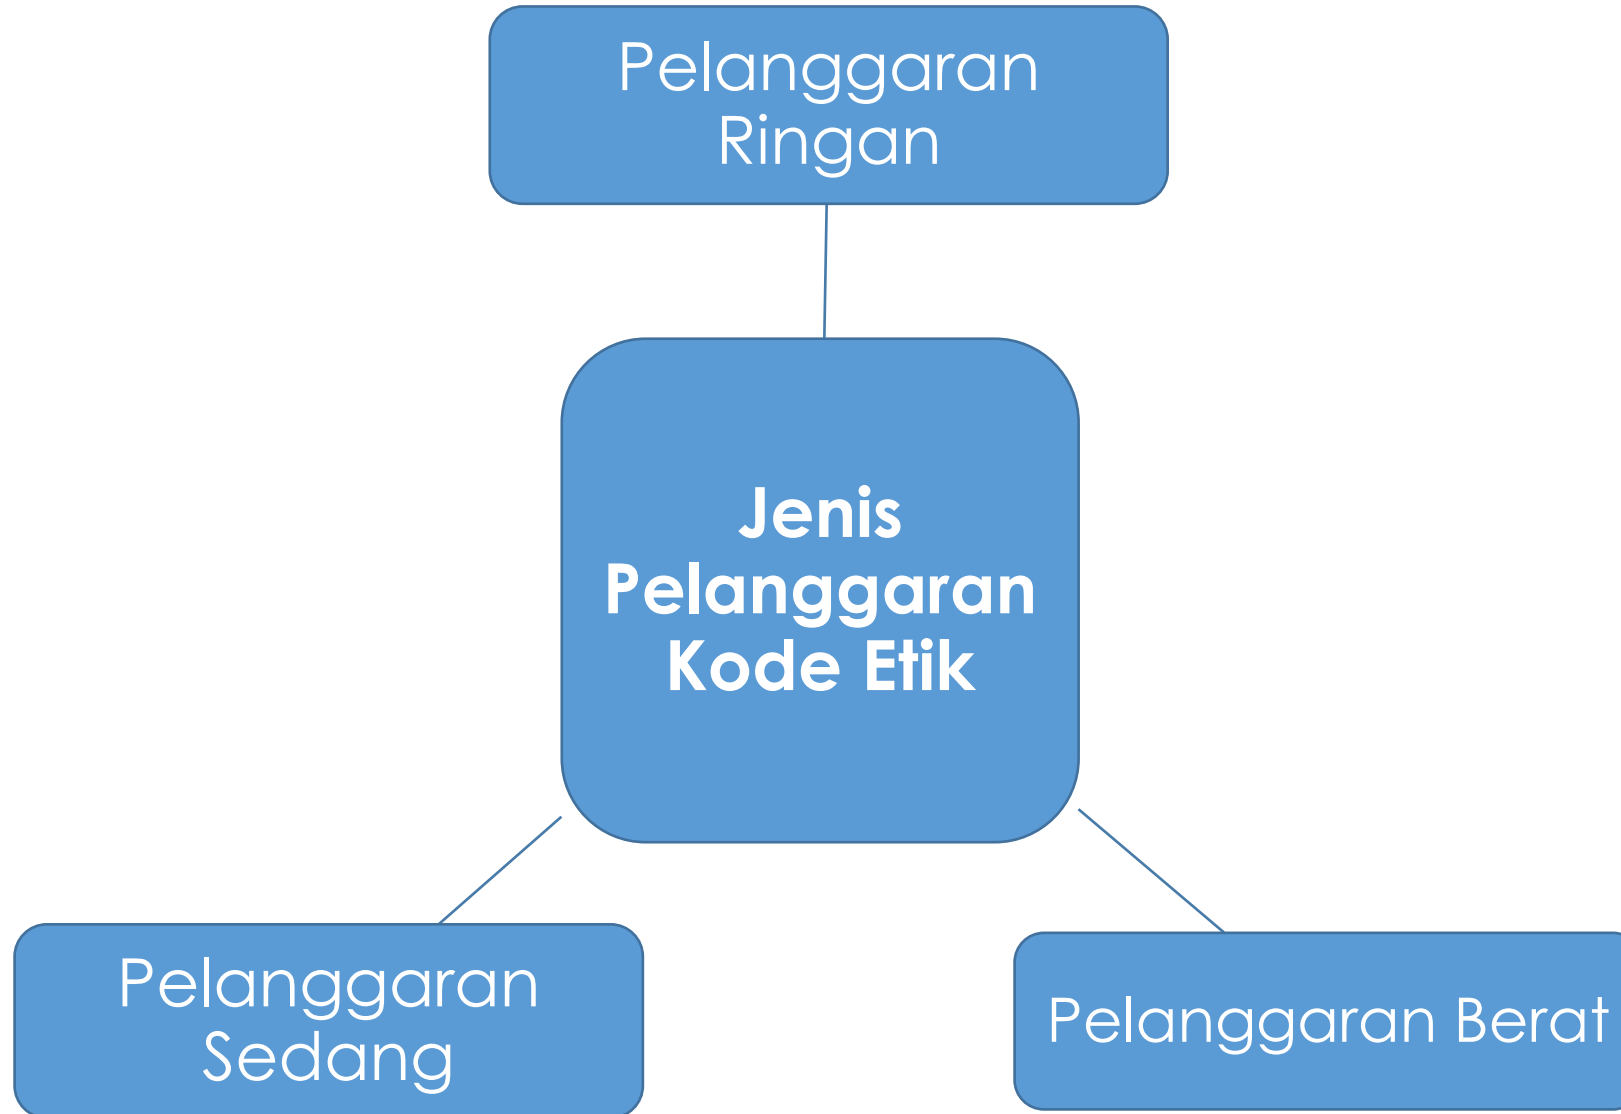 Pelanggaran
Ringan
Jenis
Pelanggaran
Kode Etik
Pelanggaran
Sedang
Pelanggaran Berat